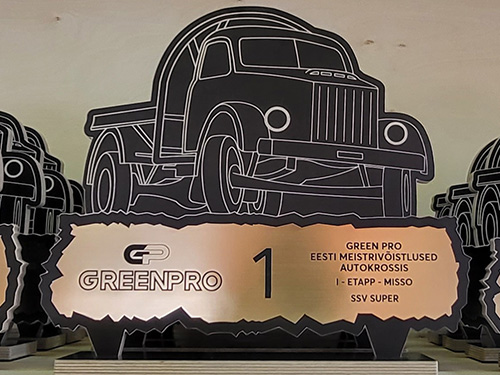 GP
GREENPRO
1
GREEN PRO
EESTI MEISTRIVÕISTLUSED
AUTOKROSSIS
I - ETAPP - MISSO
SSV SUPER